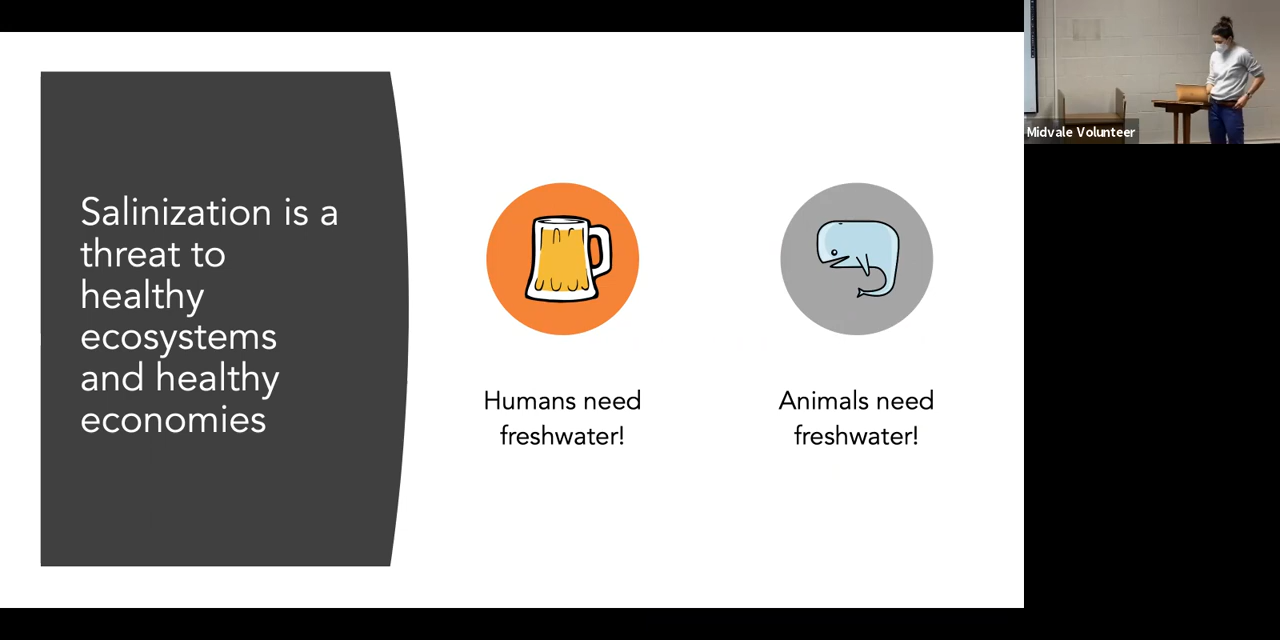 Salinization is a
threat to
healthy
ecosystems
and healthy
economies
Humans need
freshwater!
Animals need
freshwater!
Midvale Volunteer